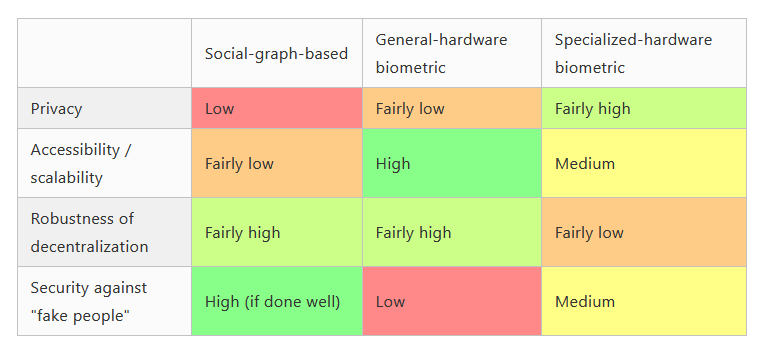 Social-graph-based
General-hardware
biometric
Specialized-hardware
biometric
Privacy
Low
Fairly low
Fairly high
Accessibility /
scalability
Fairly low
High
Medium
Robustness of
decentralization
Fairly high
Fairly high
Fairly low
Security against
"fake people"
High (if done well)
Low
Medium